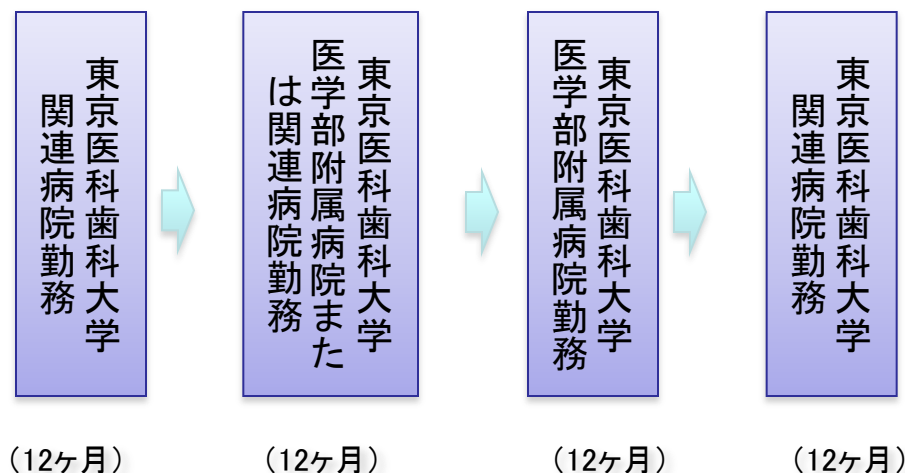 東京医科歯科大学
関連病院勤務
東京医科歯科大学
医学部附属病院また
は関連病院勤務
東京医科歯科大学
医学部附属病院勤務
東京医科歯科大学
関連病院勤務
（12ヶ月）
（12ヶ月）
（12ヶ月）
（12ヶ月）